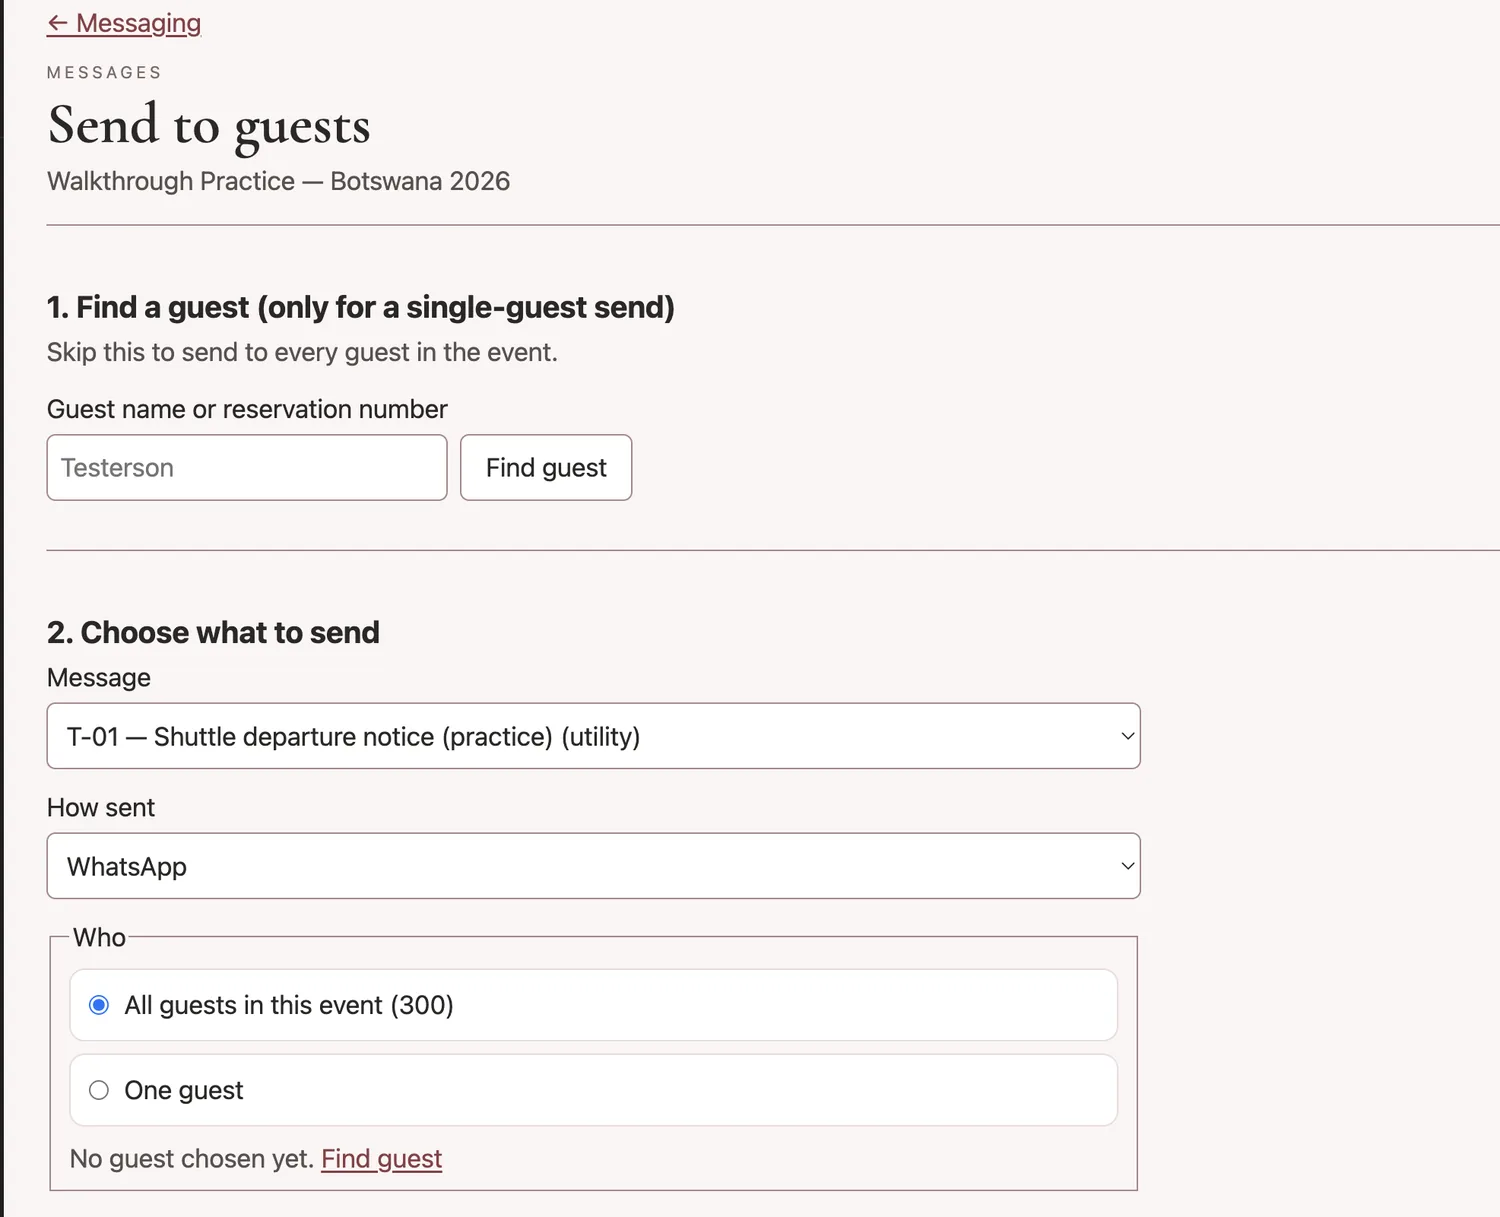 ← Messaging
MESSAGES
Send to guests
Walkthrough Practice — Botswana 2026
1. Find a guest (only for a single-guest send)
Skip this to send to every guest in the event.
Guest name or reservation number
Testerson
Find guest
2. Choose what to send
Message
T-01 — Shuttle departure notice (practice) (utility)
How sent
WhatsApp
Who
All guests in this event (300)
One guest
No guest chosen yet. Find guest